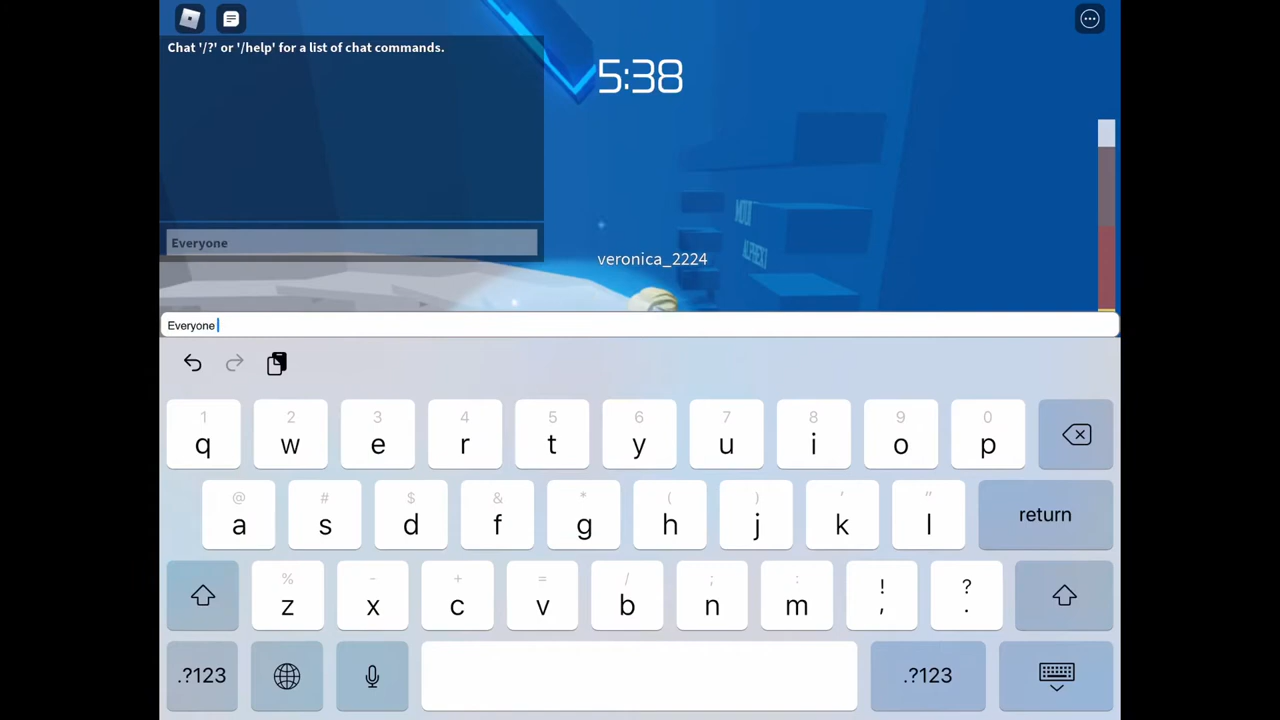 Chat '/?' or '/help' for a list of chat commands.
5:38
Everyone
veronica_2224
Everyone
1 2 3 4 5 6 7 8 9 0
q w e r t y u i o p
@ # $ & * ( ) ' "
a s d f g h j k l return
% - + = / ; : ! ?
z x c v b n m , .
.?123 .?123